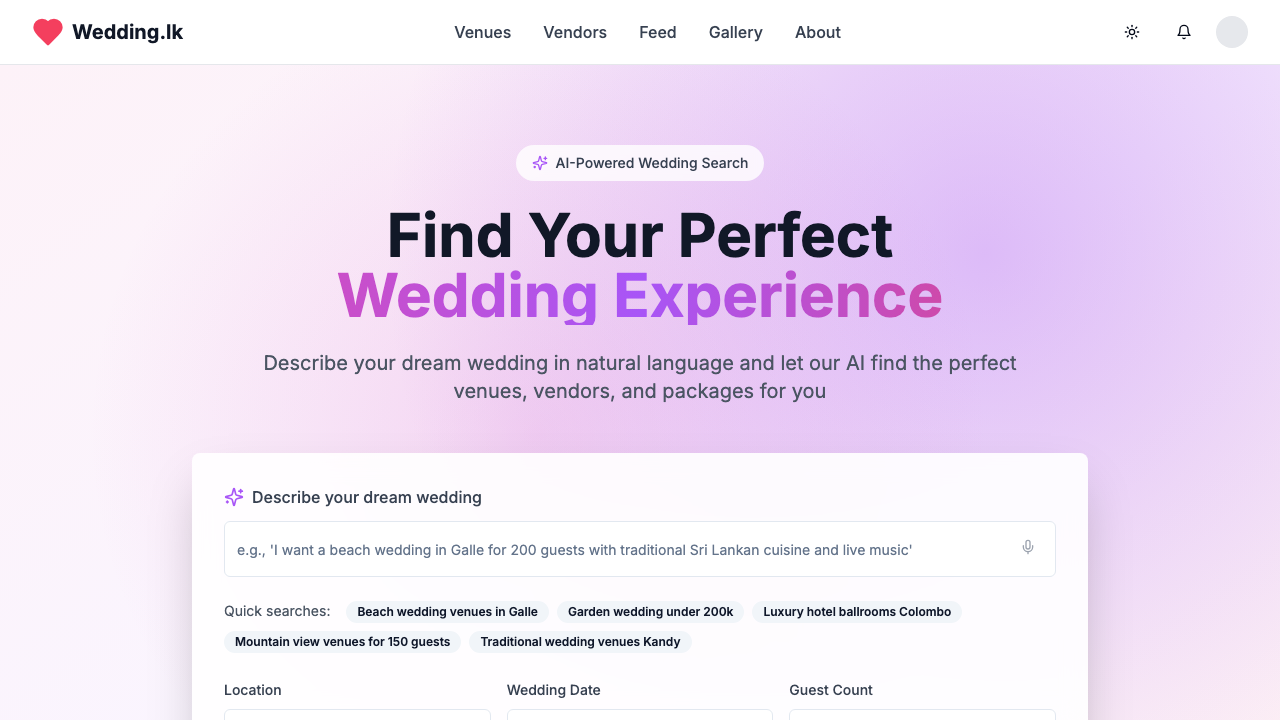 Wedding.lk
Venues
Vendors
Feed
Gallery
About
AI-Powered Wedding Search
Find Your Perfect
Wedding Experience
Describe your dream wedding in natural language and let our AI find the perfect
venues, vendors, and packages for you
Describe your dream wedding
e.g., 'I want a beach wedding in Galle for 200 guests with traditional Sri Lankan cuisine and live music'
Quick searches:
Beach wedding venues in Galle
Garden wedding under 200k
Luxury hotel ballrooms Colombo
Mountain view venues for 150 guests
Traditional wedding venues Kandy
Location
Wedding Date
Guest Count